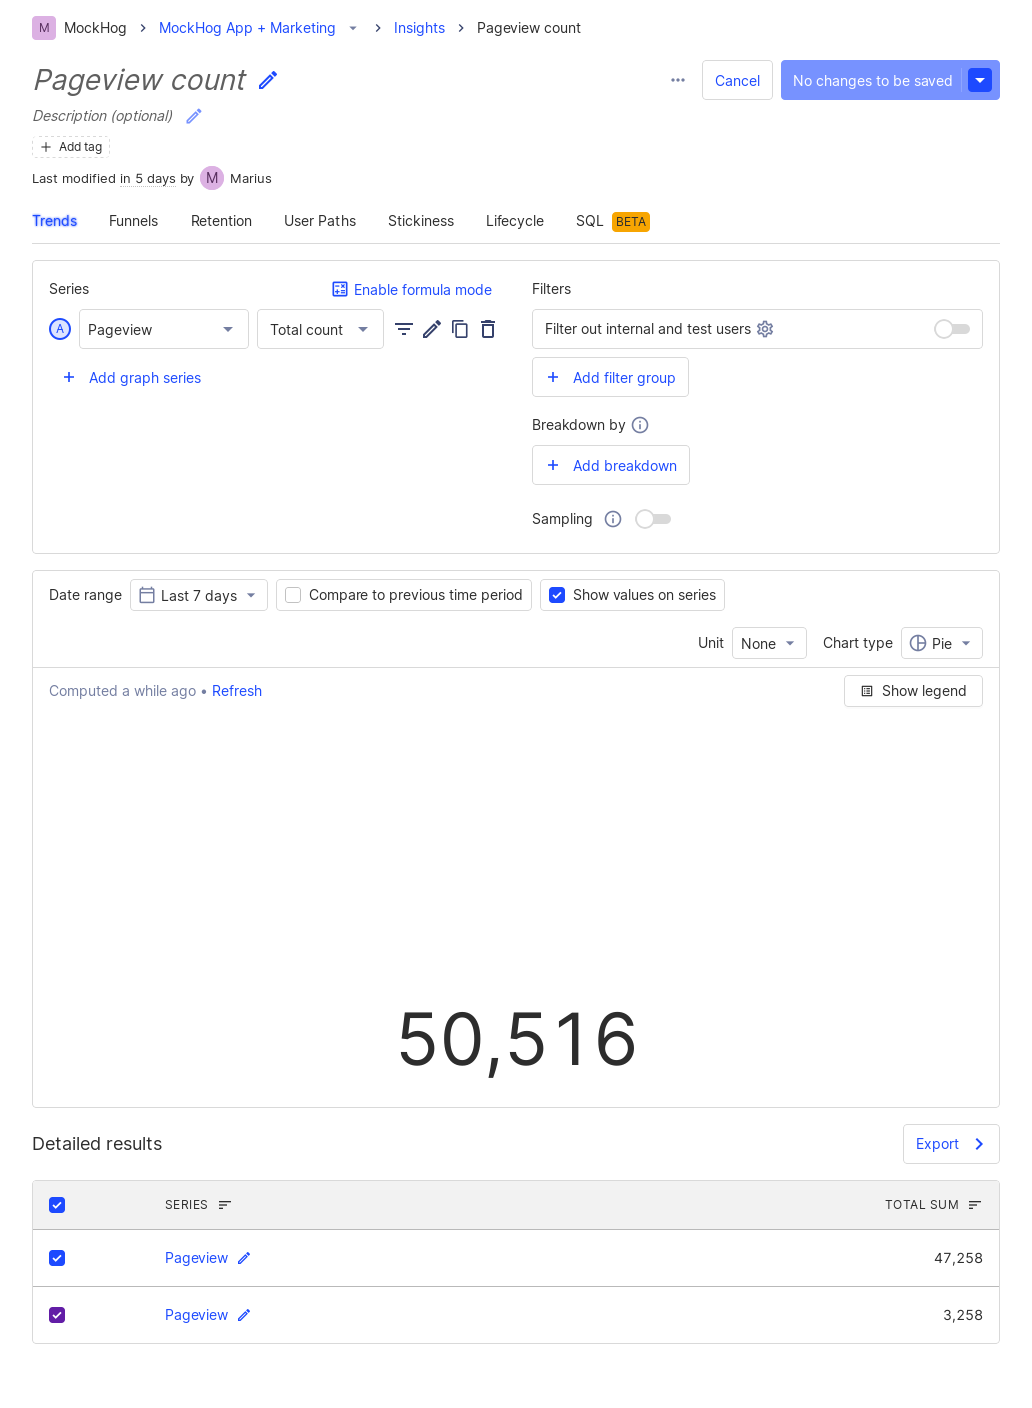 M MockHog > MockHog App + Marketing > Insights > Pageview count
Pageview count
Cancel
No changes to be saved
Description (optional)
+ Add tag
Last modified in 5 days by M Marius
Trends Funnels Retention User Paths Stickiness Lifecycle SQL BETA
Series
Enable formula mode
A Pageview Total count
+ Add graph series
Filters
Filter out internal and test users
+ Add filter group
Breakdown by
+ Add breakdown
Sampling
Date range Last 7 days Compare to previous time period Show values on series
Unit None Chart type Pie
Computed a while ago • Refresh
Show legend
50,516
Detailed results
Export
SERIES TOTAL SUM
Pageview 47,258
Pageview 3,258